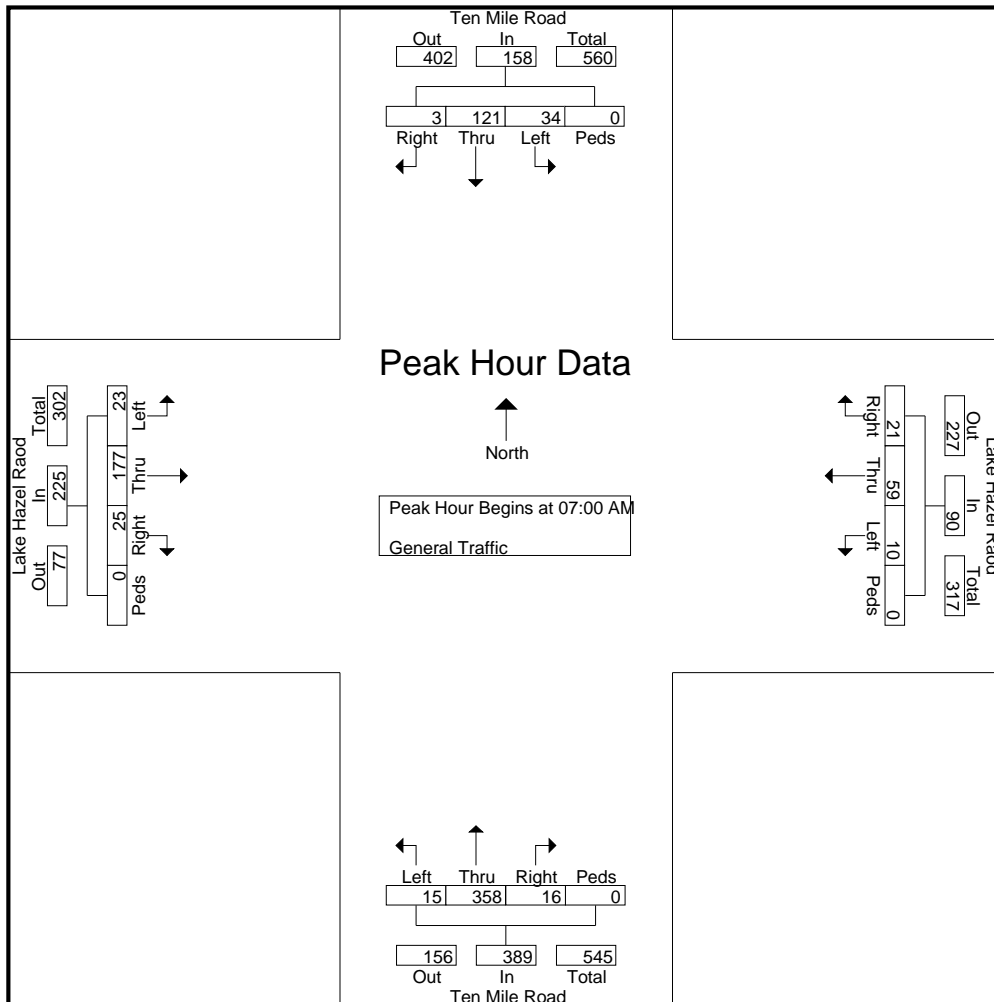 Ten Mile Road
Out In Total
402 158 560
3 121 34 0
Right Thru Left Peds
Peak Hour Data
North
Peak Hour Begins at 07:00 AM
General Traffic
Lake Hazel Raod
Total In Out
302 225 77
23 177 25 0
Left Thru Right Peds
Lake Hazel Raod
Out In Total
227 90 317
21 59 10 0
Right Thru Left Peds
Left Thru Right Peds
15 358 16 0
156 389 545
Out In Total
Ten Mile Road